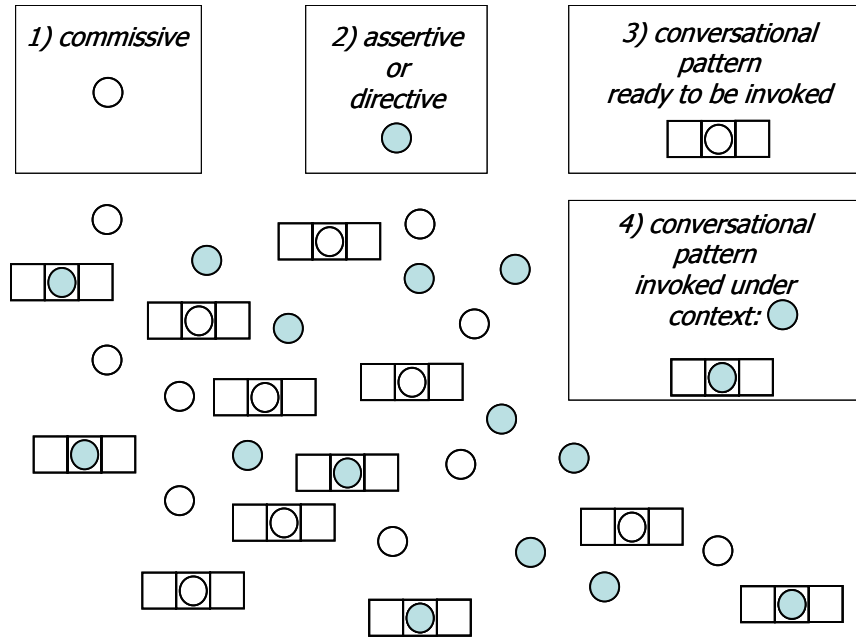 1) commissive
2) assertive
or
directive
3) conversational
pattern
ready to be invoked
4) conversational
pattern
invoked under
context: